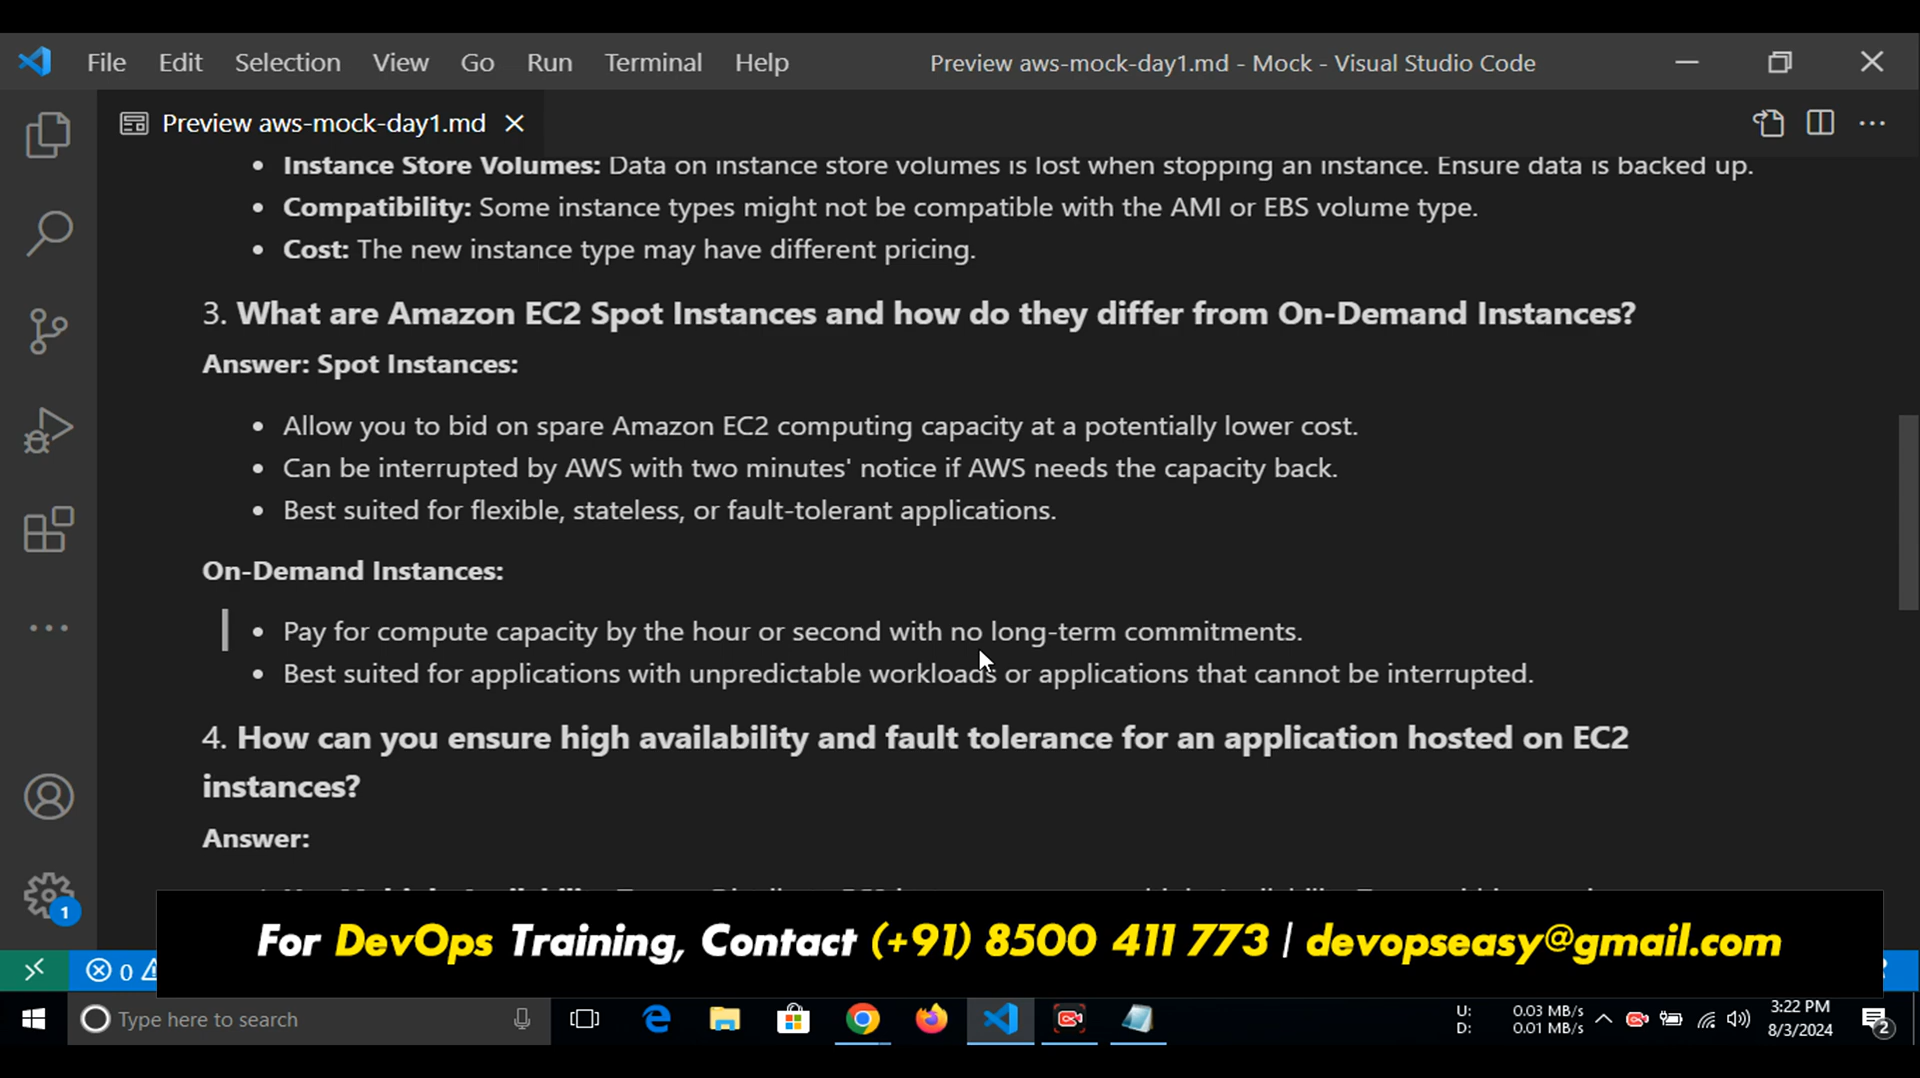 File Edit Selection View Go Run Terminal Help Preview aws-mock-day1.md - Mock - Visual Studio Code
Preview aws-mock-day1.md
• Instance Store Volumes: Data on instance store volumes is lost when stopping an instance. Ensure data is backed up.
• Compatibility: Some instance types might not be compatible with the AMI or EBS volume type.
• Cost: The new instance type may have different pricing.
3. What are Amazon EC2 Spot Instances and how do they differ from On-Demand Instances?
Answer: Spot Instances:
• Allow you to bid on spare Amazon EC2 computing capacity at a potentially lower cost.
• Can be interrupted by AWS with two minutes' notice if AWS needs the capacity back.
• Best suited for flexible, stateless, or fault-tolerant applications.
On-Demand Instances:
• Pay for compute capacity by the hour or second with no long-term commitments.
• Best suited for applications with unpredictable workloads or applications that cannot be interrupted.
4. How can you ensure high availability and fault tolerance for an application hosted on EC2
instances?
Answer:
1
For DevOps Training, Contact (+91) 8500 411 773 | devopseasy@gmail.com
0
Type here to search
U: 0.03 MB/s
D: 0.01 MB/s
3:22 PM
8/3/2024
2